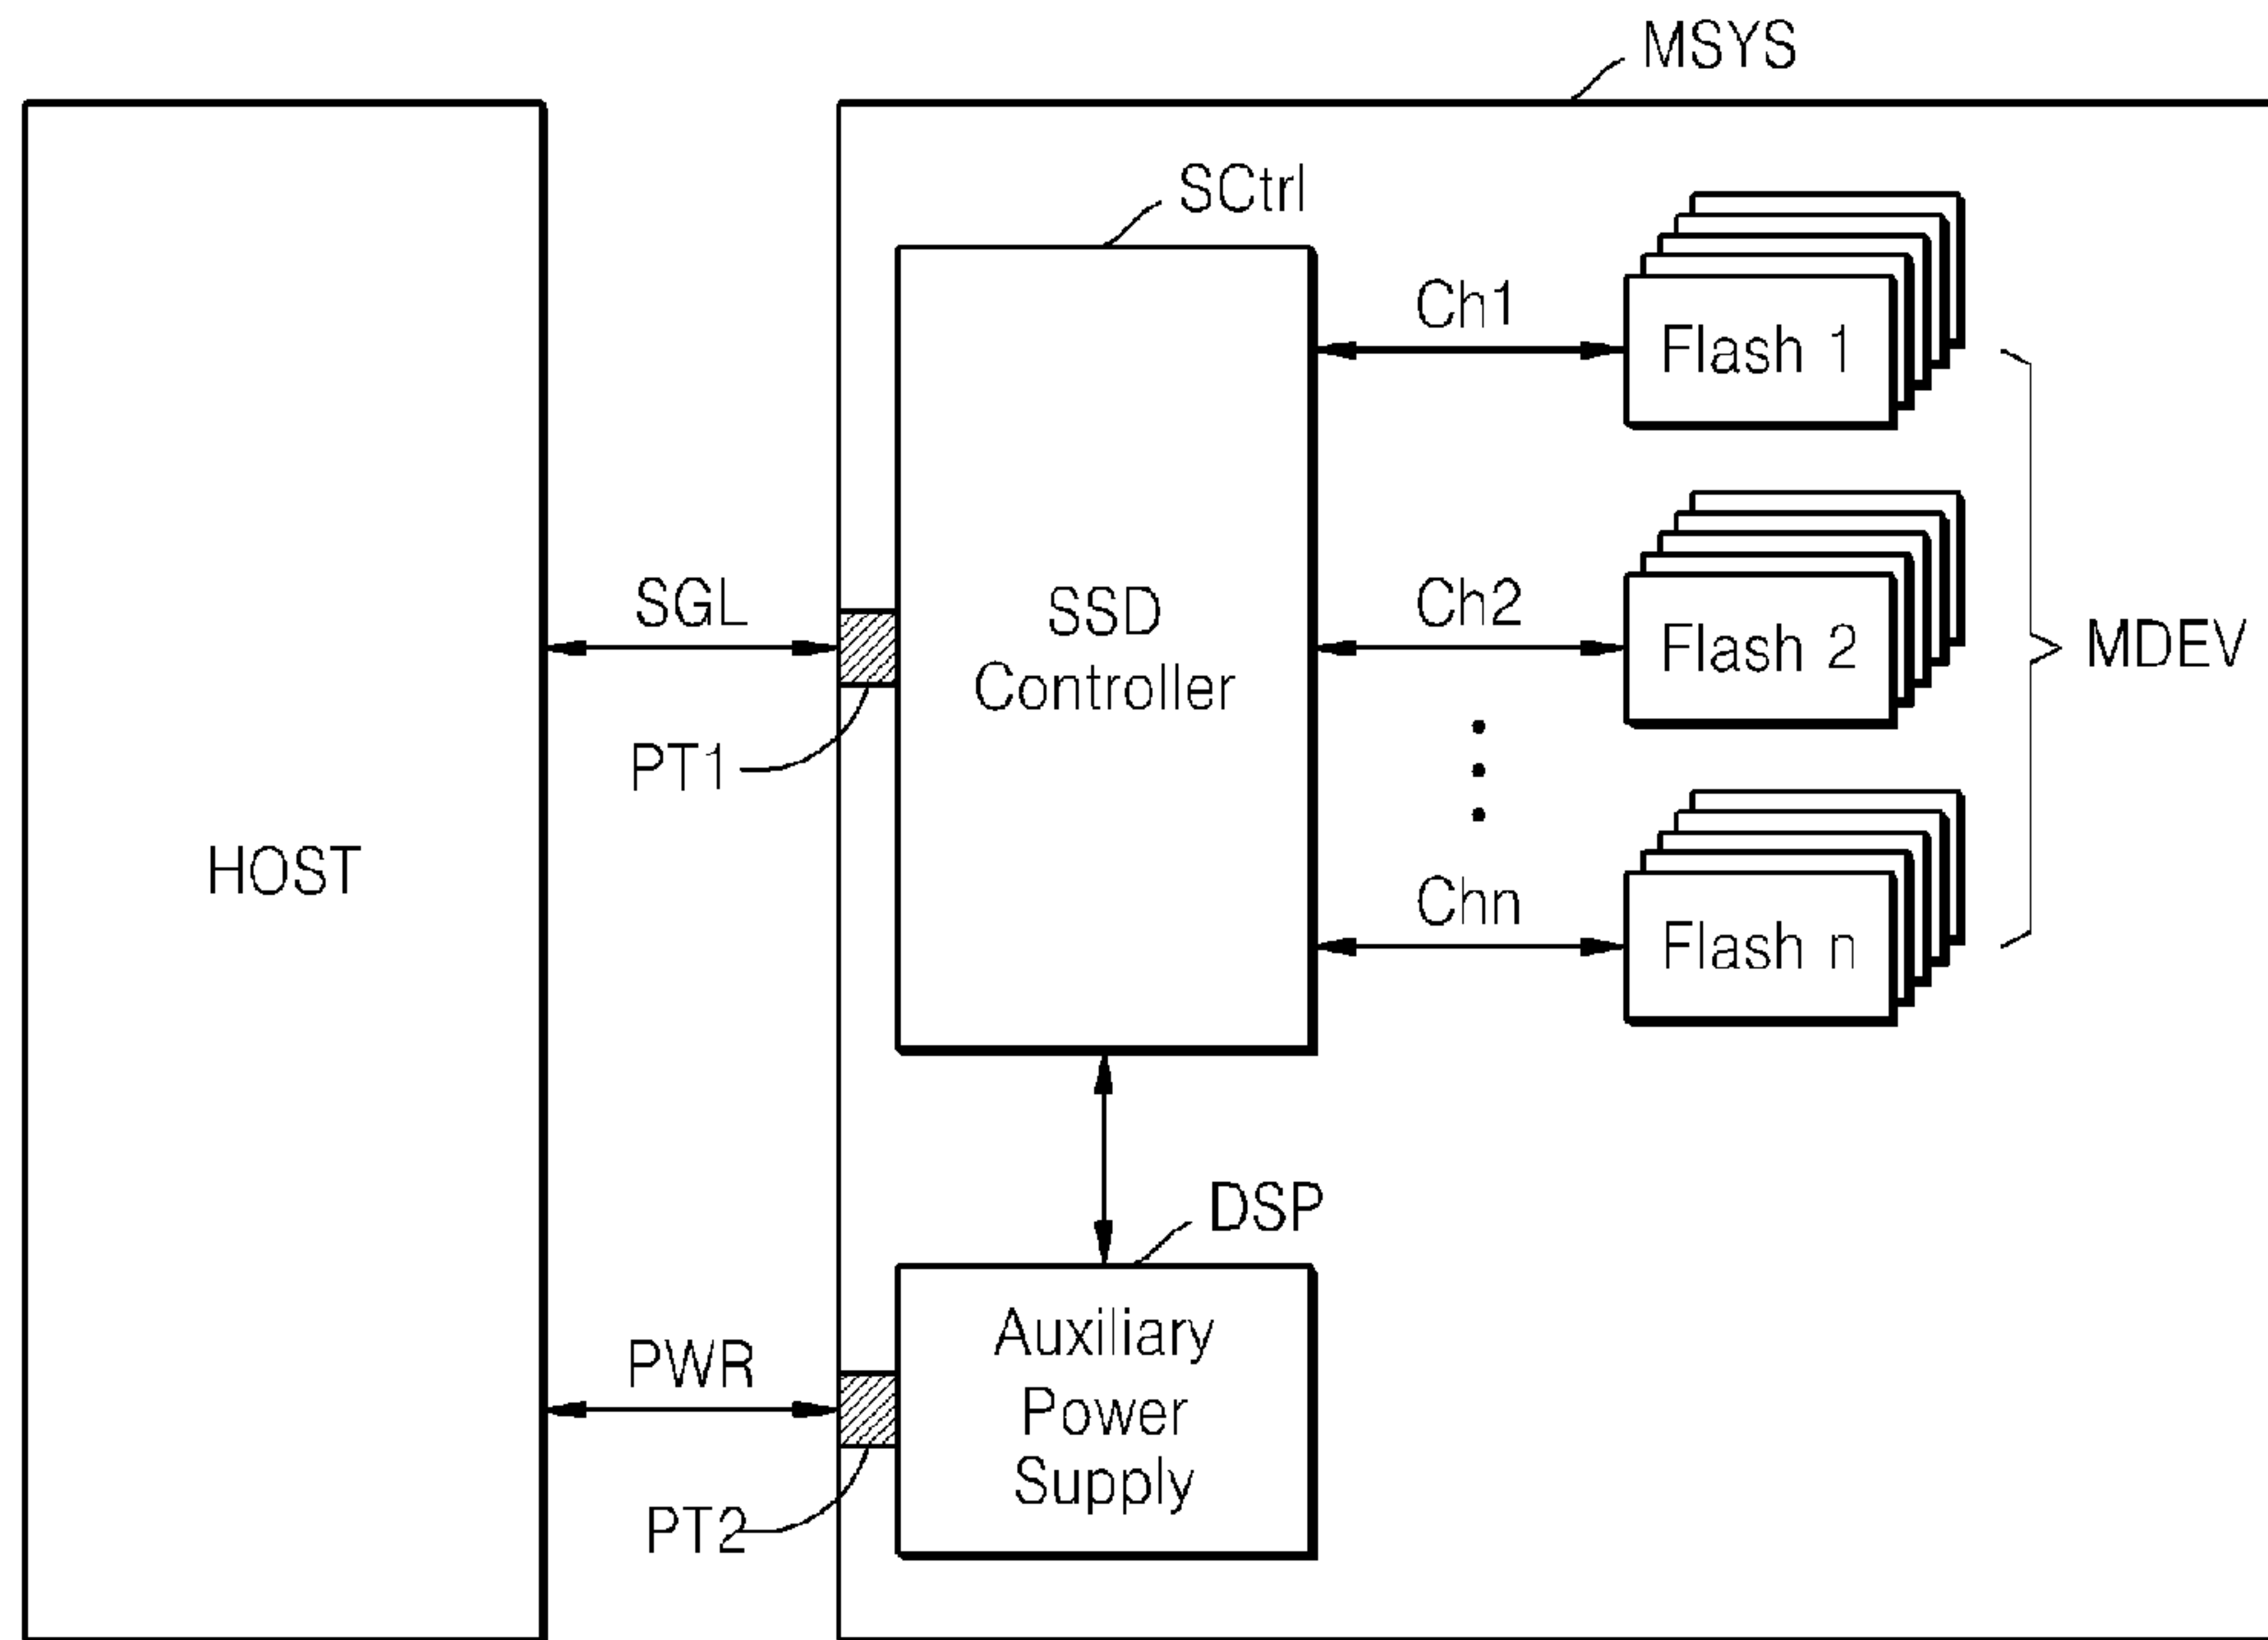 MSYS
SCtrl
Ch1
Flash 1
SGL
SSD
Controller
Ch2
Flash 2
MDEV
PT1
HOST
Chn
Flash n
DSP
PWR
Auxiliary
Power
Supply
PT2